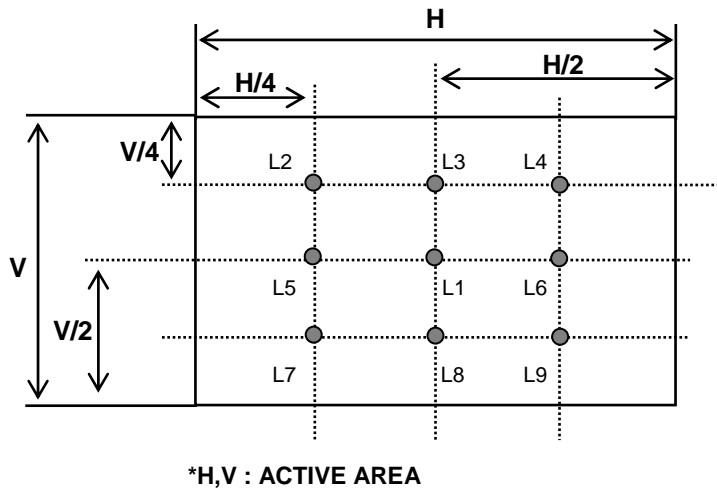 H
H/4
H/2
V/4
L2 L3 L4
V
L5 L1 L6
V/2
L7 L8 L9
*H,V : ACTIVE AREA